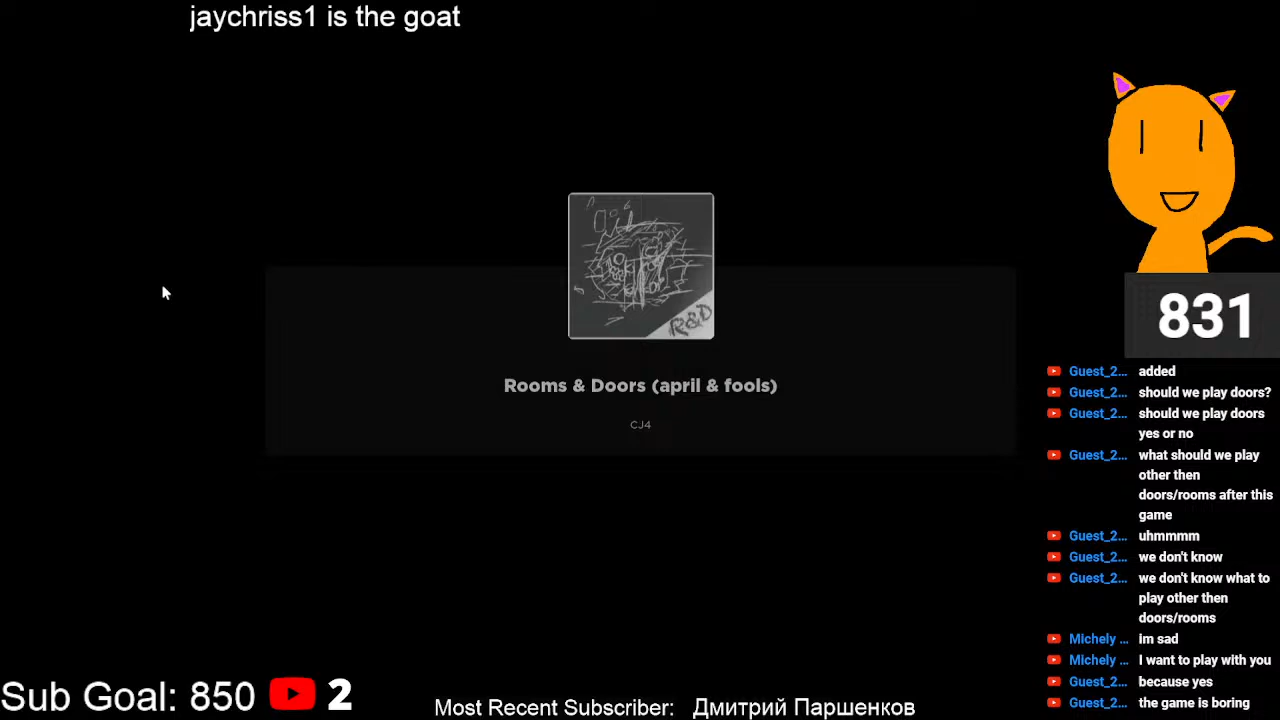 jaychriss1 is the goat
R&D
Rooms & Doors (april & fools)
CJ4
831
Guest_2... added
Guest_2... should we play doors?
Guest_2... should we play doors
yes or no
Guest_2... what should we play
other then
doors/rooms after this
game
Guest_2... uhmmmm
Guest_2... we don't know
Guest_2... we don't know what to
play other then
doors/rooms
Michely ... im sad
Michely ... I want to play with you
Guest_2... because yes
Guest_2... the game is boring
Sub Goal: 850 2
Most Recent Subscriber: Дмитрий Паршенков